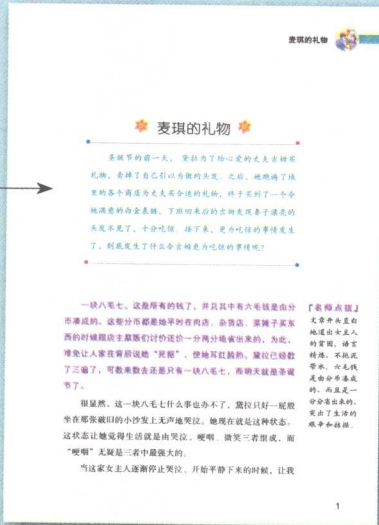 麦琪的礼物
麦琪的礼物
圣诞节的前一天，黛拉为了给心爱的丈夫吉姆买
礼物，卖掉了自己引以为傲的头发。之后，她跑遍了城
里的各个商店为丈夫买合适的礼物，终于买到了一个令
她满意的白金表链。下班回来后的吉姆发现妻子漂亮的
头发不见了，十分吃惊。接下来，更为吃惊的事情发生
了，到底发生了什么令吉姆更为吃惊的事情呢？
一块八毛七。这是所有的钱了，并且其中有六毛钱是由分
币凑成的。这些分币都是她平时在肉店、杂货店、菜摊子买东
西的时候跟店主屡砍们讨价还价一分两分地省出来的，为此，
难免让人家在背后说她“死抠”，使她耳红脸热。黛拉已经数
了三遍了，可数来数去还是只有一块八毛七，而明天就是圣诞
节了。
很显然，这一块八毛七什么事也办不了，黛拉只好一屁股
坐在那张破旧的小沙发上无声地哭泣。她现在就是这种状态。
这状态让她觉得生活就是由哭泣、哽咽、微笑三者组成，而
“哽咽”无疑是三者中最强大的。
当这家女主人逐渐停止哭泣、开始平静下来的时候，让我
『名师点拨』
文章开头直白
地道出女主人
的贫困，语言
精炼，不拖泥
带水。六毛钱
是由分币凑成
的，而且是一
分分省出来的，
突出了生活的
艰辛和拮据。
1